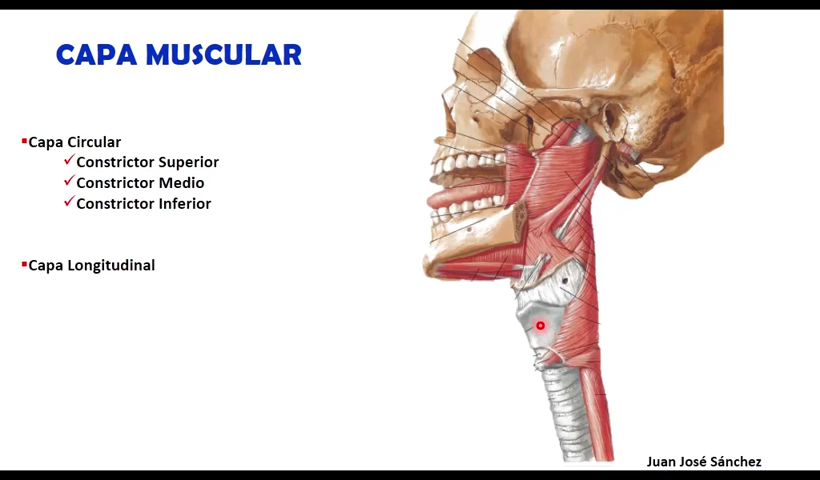 CAPA MUSCULAR
Capa Circular
Constrictor Superior
Constrictor Medio
Constrictor Inferior
Capa Longitudinal
Juan José Sánchez